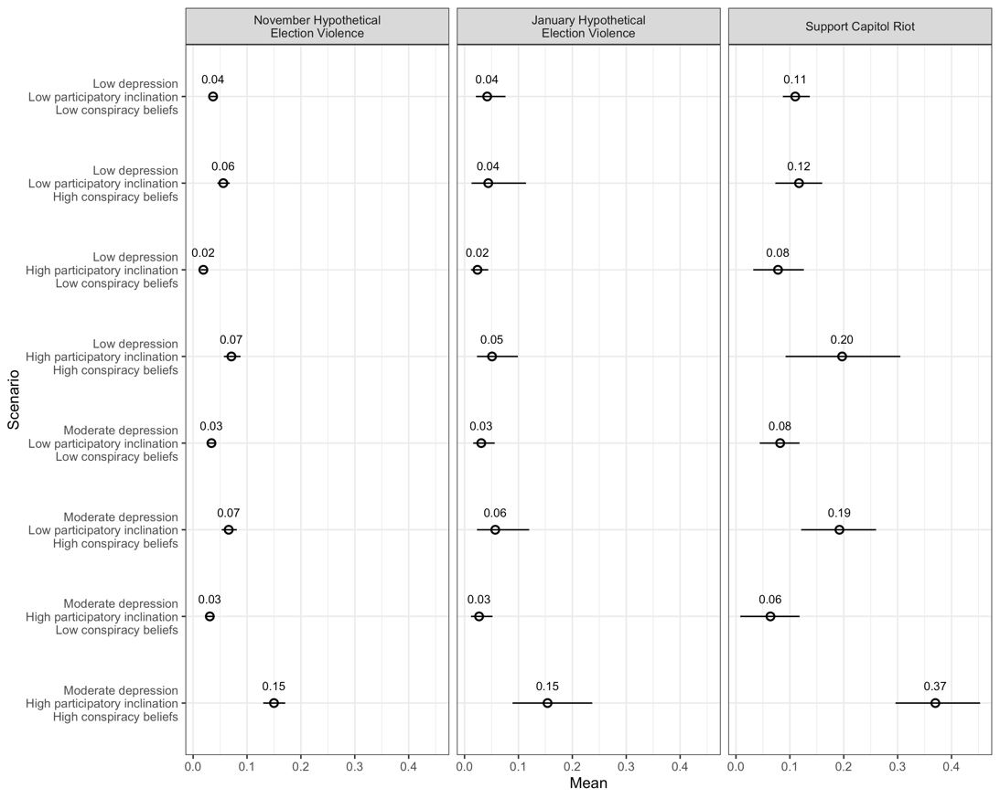 November Hypothetical
Election Violence
January Hypothetical
Election Violence
Support Capitol Riot
Scenario
Low depression
Low participatory inclination
Low conspiracy beliefs
0.04
0.04
0.11
Low depression
Low participatory inclination
High conspiracy beliefs
0.06
0.04
0.12
Low depression
High participatory inclination
Low conspiracy beliefs
0.02
0.02
0.08
Low depression
High participatory inclination
High conspiracy beliefs
0.07
0.05
0.20
Moderate depression
Low participatory inclination
Low conspiracy beliefs
0.03
0.03
0.08
Moderate depression
Low participatory inclination
High conspiracy beliefs
0.07
0.06
0.19
Moderate depression
High participatory inclination
Low conspiracy beliefs
0.03
0.03
0.06
Moderate depression
High participatory inclination
High conspiracy beliefs
0.15
0.15
0.37
0.0 0.1 0.2 0.3 0.4
0.0 0.1 0.2 0.3 0.4
0.0 0.1 0.2 0.3 0.4
Mean